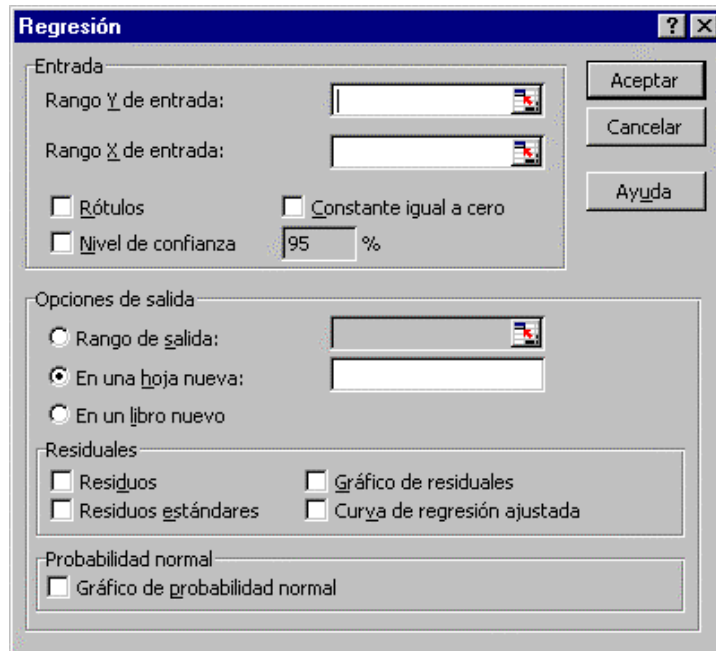 Regresión
Entrada
Rango Y de entrada:
Rango X de entrada:
Rótulos
Constante igual a cero
Nivel de confianza
95 %
Aceptar
Cancelar
Ayuda
Opciones de salida
Rango de salida:
En una hoja nueva:
En un libro nuevo
Residuales
Residuos
Gráfico de residuales
Residuos estándares
Curva de regresión ajustada
Probabilidad normal
Gráfico de probabilidad normal